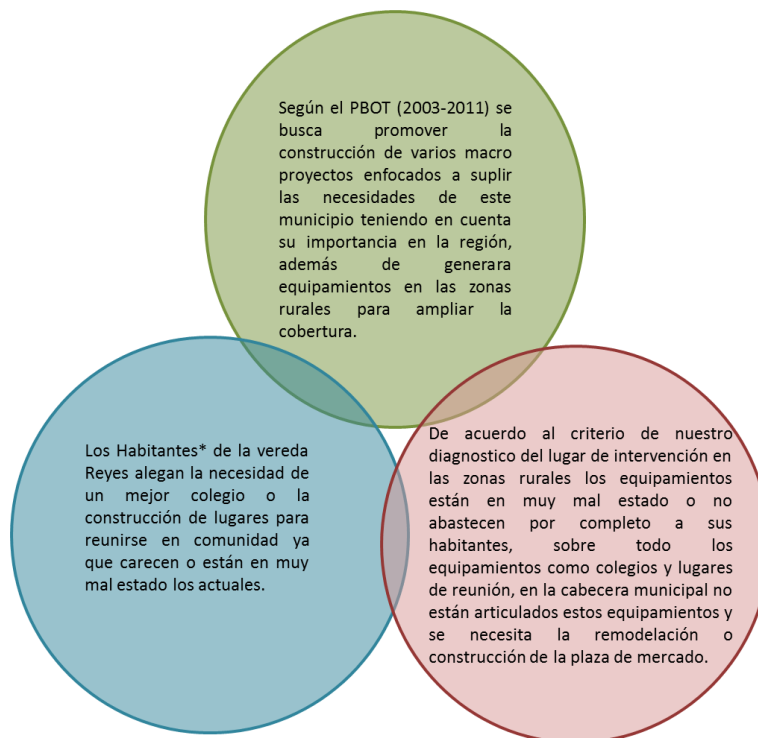 Según el PBOT (2003-2011) se
busca promover la
construcción de varios macro
proyectos enfocados a suplir
las necesidades de este
municipio teniendo en cuenta
su importancia en la región,
además de generara
equipamientos en las zonas
rurales para ampliar la
cobertura.
Los Habitantes* de la vereda
Reyes alegan la necesidad de
un mejor colegio o la
construcción de lugares para
reunirse en comunidad ya
que carecen o están en muy
mal estado los actuales.
De acuerdo al criterio de nuestro
diagnostico del lugar de intervención en
las zonas rurales los equipamientos
están en muy mal estado o no
abastecen por completo a sus
habitantes, sobre todo los
equipamientos como colegios y lugares
de reunión, en la cabecera municipal no
están articulados estos equipamientos y
se necesita la remodelación o
construcción de la plaza de mercado.